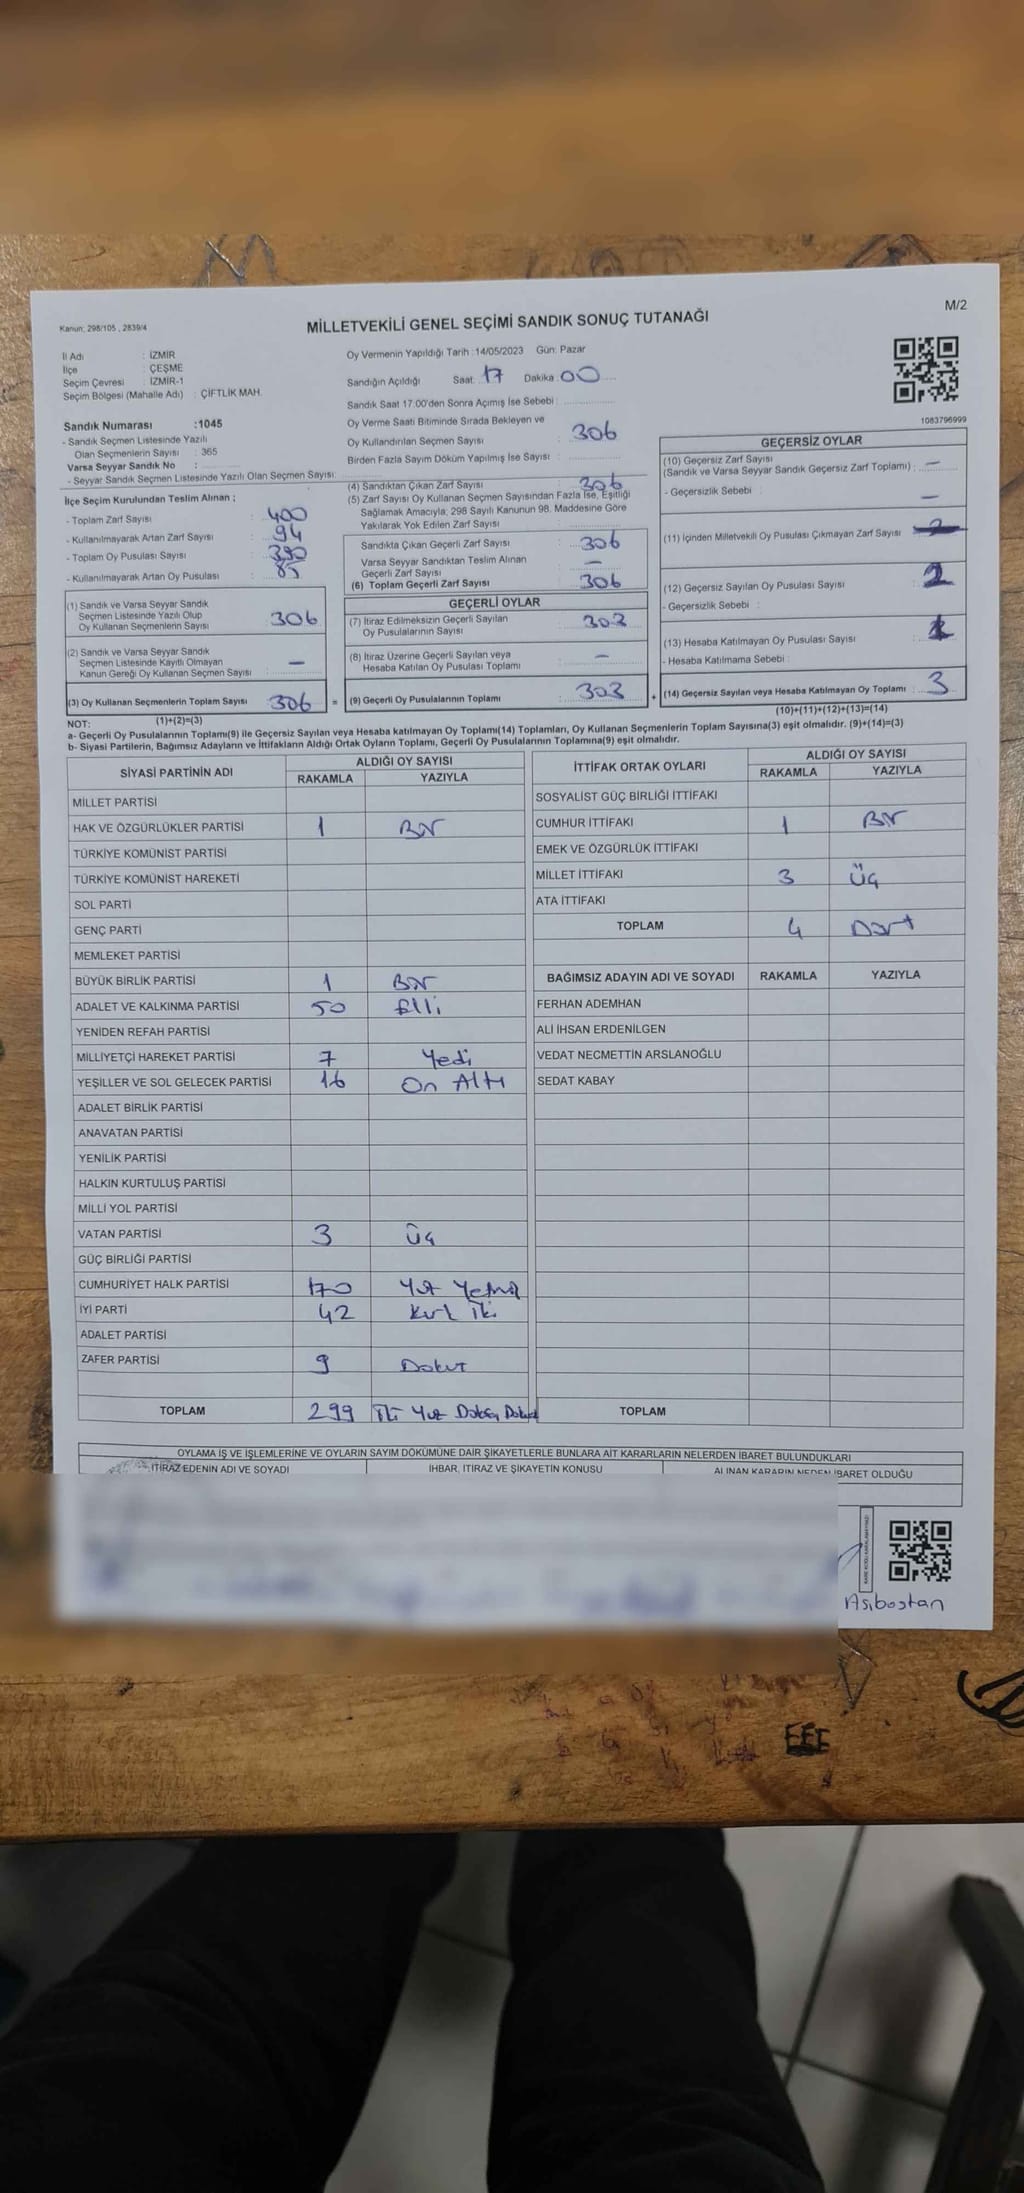 M/2
Kanun: 298/105 , 2839/4
MİLLETVEKİLİ GENEL SEÇİMİ SANDIK SONUÇ TUTANAĞI
İl Adı : İZMİR
İlçe : ÇEŞME
Seçim Çevresi : İZMİR-1
Seçim Bölgesi (Mahalle Adı) : ÇİFTLİK MAH.
Sandık Numarası :1045
- Sandık Seçmen Listesinde Yazılı
Olan Seçmenlerin Sayısı : 365
Varsa Seyyar Sandık No :
- Seyyar Sandık Seçmen Listesinde Yazılı Olan Seçmen Sayısı:
İlçe Seçim Kurulundan Teslim Alınan ;
- Toplam Zarf Sayısı : 400
- Kullanılmayarak Artan Zarf Sayısı : 94
- Toplam Oy Pusulası Sayısı : 390
- Kullanılmayarak Artan Oy Pusulası :
(1) Sandık ve Varsa Seyyar Sandık
Seçmen Listesinde Yazılı Olup
Oy Kullanan Seçmenlerin Sayısı : 306
(2) Sandık ve Varsa Seyyar Sandık
Seçmen Listesinde Kayıtlı Olmayan
Kanun Gereği Oy Kullanan Seçmen Sayısı : —
(3) Oy Kullanan Seçmenlerin Toplam Sayısı : 306 =
(1)+(2)=(3)
Oy Vermenin Yapıldığı Tarih :14/05/2023 Gün: Pazar
Sandığın Açıldığı Saat: 17 Dakika :00
Sandık Saat 17.00'den Sonra Açımış İse Sebebi :
Oy Verme Saati Bitiminde Sırada Bekleyen ve
Oy Kullandırılan Seçmen Sayısı : 306
Birden Fazla Sayım Döküm Yapılmış İse Sayısı :
(4) Sandıktan Çıkan Zarf Sayısı : 306
(5) Zarf Sayısı Oy Kullanan Seçmen Sayısından Fazla İse, Eşitliği
Sağlamak Amacıyla, 298 Sayılı Kanunun 98. Maddesine Göre
Yakılarak Yok Edilen Zarf Sayısı :
Sandıkta Çıkan Geçerli Zarf Sayısı : 306
Varsa Seyyar Sandıktan Teslim Alınan
Geçerli Zarf Sayısı : —
(6) Toplam Geçerli Zarf Sayısı : 306
GEÇERLİ OYLAR
(7) İtiraz Edilmeksizin Geçerli Sayılan
Oy Pusulalarının Sayısı : 303
(8) İtiraz Üzerine Geçerli Sayılan veya
Hesaba Katılan Oy Pusulası Toplamı : —
(9) Geçerli Oy Pusulalarının Toplamı : 303 +
1083796999
GEÇERSİZ OYLAR
(10) Geçersiz Zarf Sayısı
(Sandık ve Varsa Seyyar Sandık Geçersiz Zarf Toplamı) : —
- Geçersizlik Sebebi : —
(11) İçinden Milletvekili Oy Pusulası Çıkmayan Zarf Sayısı :
(12) Geçersiz Sayılan Oy Pusulası Sayısı : 2
- Geçersizlik Sebebi :
(13) Hesaba Katılmayan Oy Pusulası Sayısı : 1
- Hesaba Katılmama Sebebi :
(14) Geçersiz Sayılan veya Hesaba Katılmayan Oy Toplamı : 3
(10)+(11)+(12)+(13)=(14)
NOT:
a- Geçerli Oy Pusulalarının Toplamı(9) ile Geçersiz Sayılan veya Hesaba katılmayan Oy Toplamı(14) Toplamları, Oy Kullanan Seçmenlerin Toplam Sayısına(3) eşit olmalıdır. (9)+(14)=(3)
b- Siyasi Partilerin, Bağımsız Adayların ve İttifakların Aldığı Ortak Oyların Toplamı, Geçerli Oy Pusulalarının Toplamına(9) eşit olmalıdır.
SİYASİ PARTİNİN ADI ALDIĞI OY SAYISI
RAKAMLA YAZIYLA
MİLLET PARTİSİ
HAK VE ÖZGÜRLÜKLER PARTİSİ 1 Bir
TÜRKİYE KOMÜNİST PARTİSİ
TÜRKİYE KOMÜNİST HAREKETİ
SOL PARTİ
GENÇ PARTİ
MEMLEKET PARTİSİ
BÜYÜK BİRLİK PARTİSİ 1 Bir
ADALET VE KALKINMA PARTİSİ 50 Elli
YENİDEN REFAH PARTİSİ
MİLLİYETÇİ HAREKET PARTİSİ 7 Yedi
YEŞİLLER VE SOL GELECEK PARTİSİ 16 On Altı
ADALET BİRLİK PARTİSİ
ANAVATAN PARTİSİ
YENİLİK PARTİSİ
HALKIN KURTULUŞ PARTİSİ
MİLLİ YOL PARTİSİ
VATAN PARTİSİ 3 Üç
GÜÇ BİRLİĞİ PARTİSİ
CUMHURİYET HALK PARTİSİ 170 Yüz Yetmiş
İYİ PARTİ 42 Kırk İki
ADALET PARTİSİ
ZAFER PARTİSİ 9 Dokuz
TOPLAM 299 İki Yüz Doksan Dokuz
İTTİFAK ORTAK OYLARI ALDIĞI OY SAYISI
RAKAMLA YAZIYLA
SOSYALİST GÜÇ BİRLİĞİ İTTİFAKI
CUMHUR İTTİFAKI 1 Bir
EMEK VE ÖZGÜRLÜK İTTİFAKI
MİLLET İTTİFAKI 3 Üç
ATA İTTİFAKI
TOPLAM 4 Dört
BAĞIMSIZ ADAYIN ADI VE SOYADI RAKAMLA YAZIYLA
FERHAN ADEMHAN
ALİ İHSAN ERDENİLGEN
VEDAT NECMETTİN ARSLANOĞLU
SEDAT KABAY
TOPLAM
OYLAMA İŞ VE İŞLEMLERİNE VE OYLARIN SAYIM DÖKÜMÜNE DAİR ŞİKAYETLERLE BUNLARA AİT KARARLARIN NELERDEN İBARET BULUNDUKLARI
İTİRAZ EDENİN ADI VE SOYADI İHBAR, İTİRAZ VE ŞİKAYETİN KONUSU ALINAN KARARIN NEDEN İBARET OLDUĞU
Asıbostan
EEE